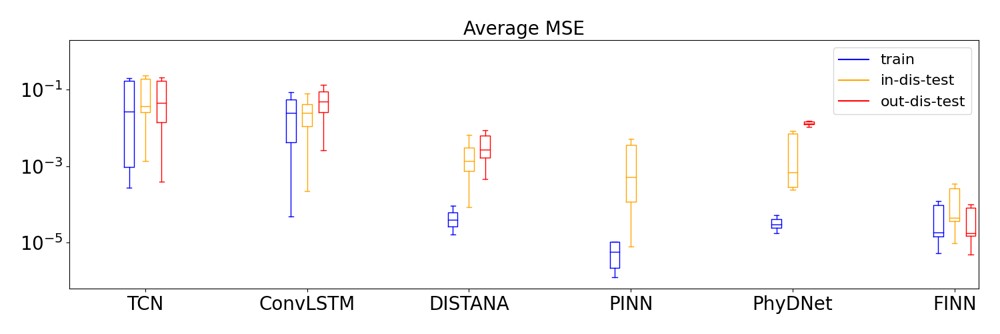 Average MSE
train
in-dis-test
out-dis-test
10⁻¹
10⁻³
10⁻⁵
TCN ConvLSTM DISTANA PINN PhyDNet FINN